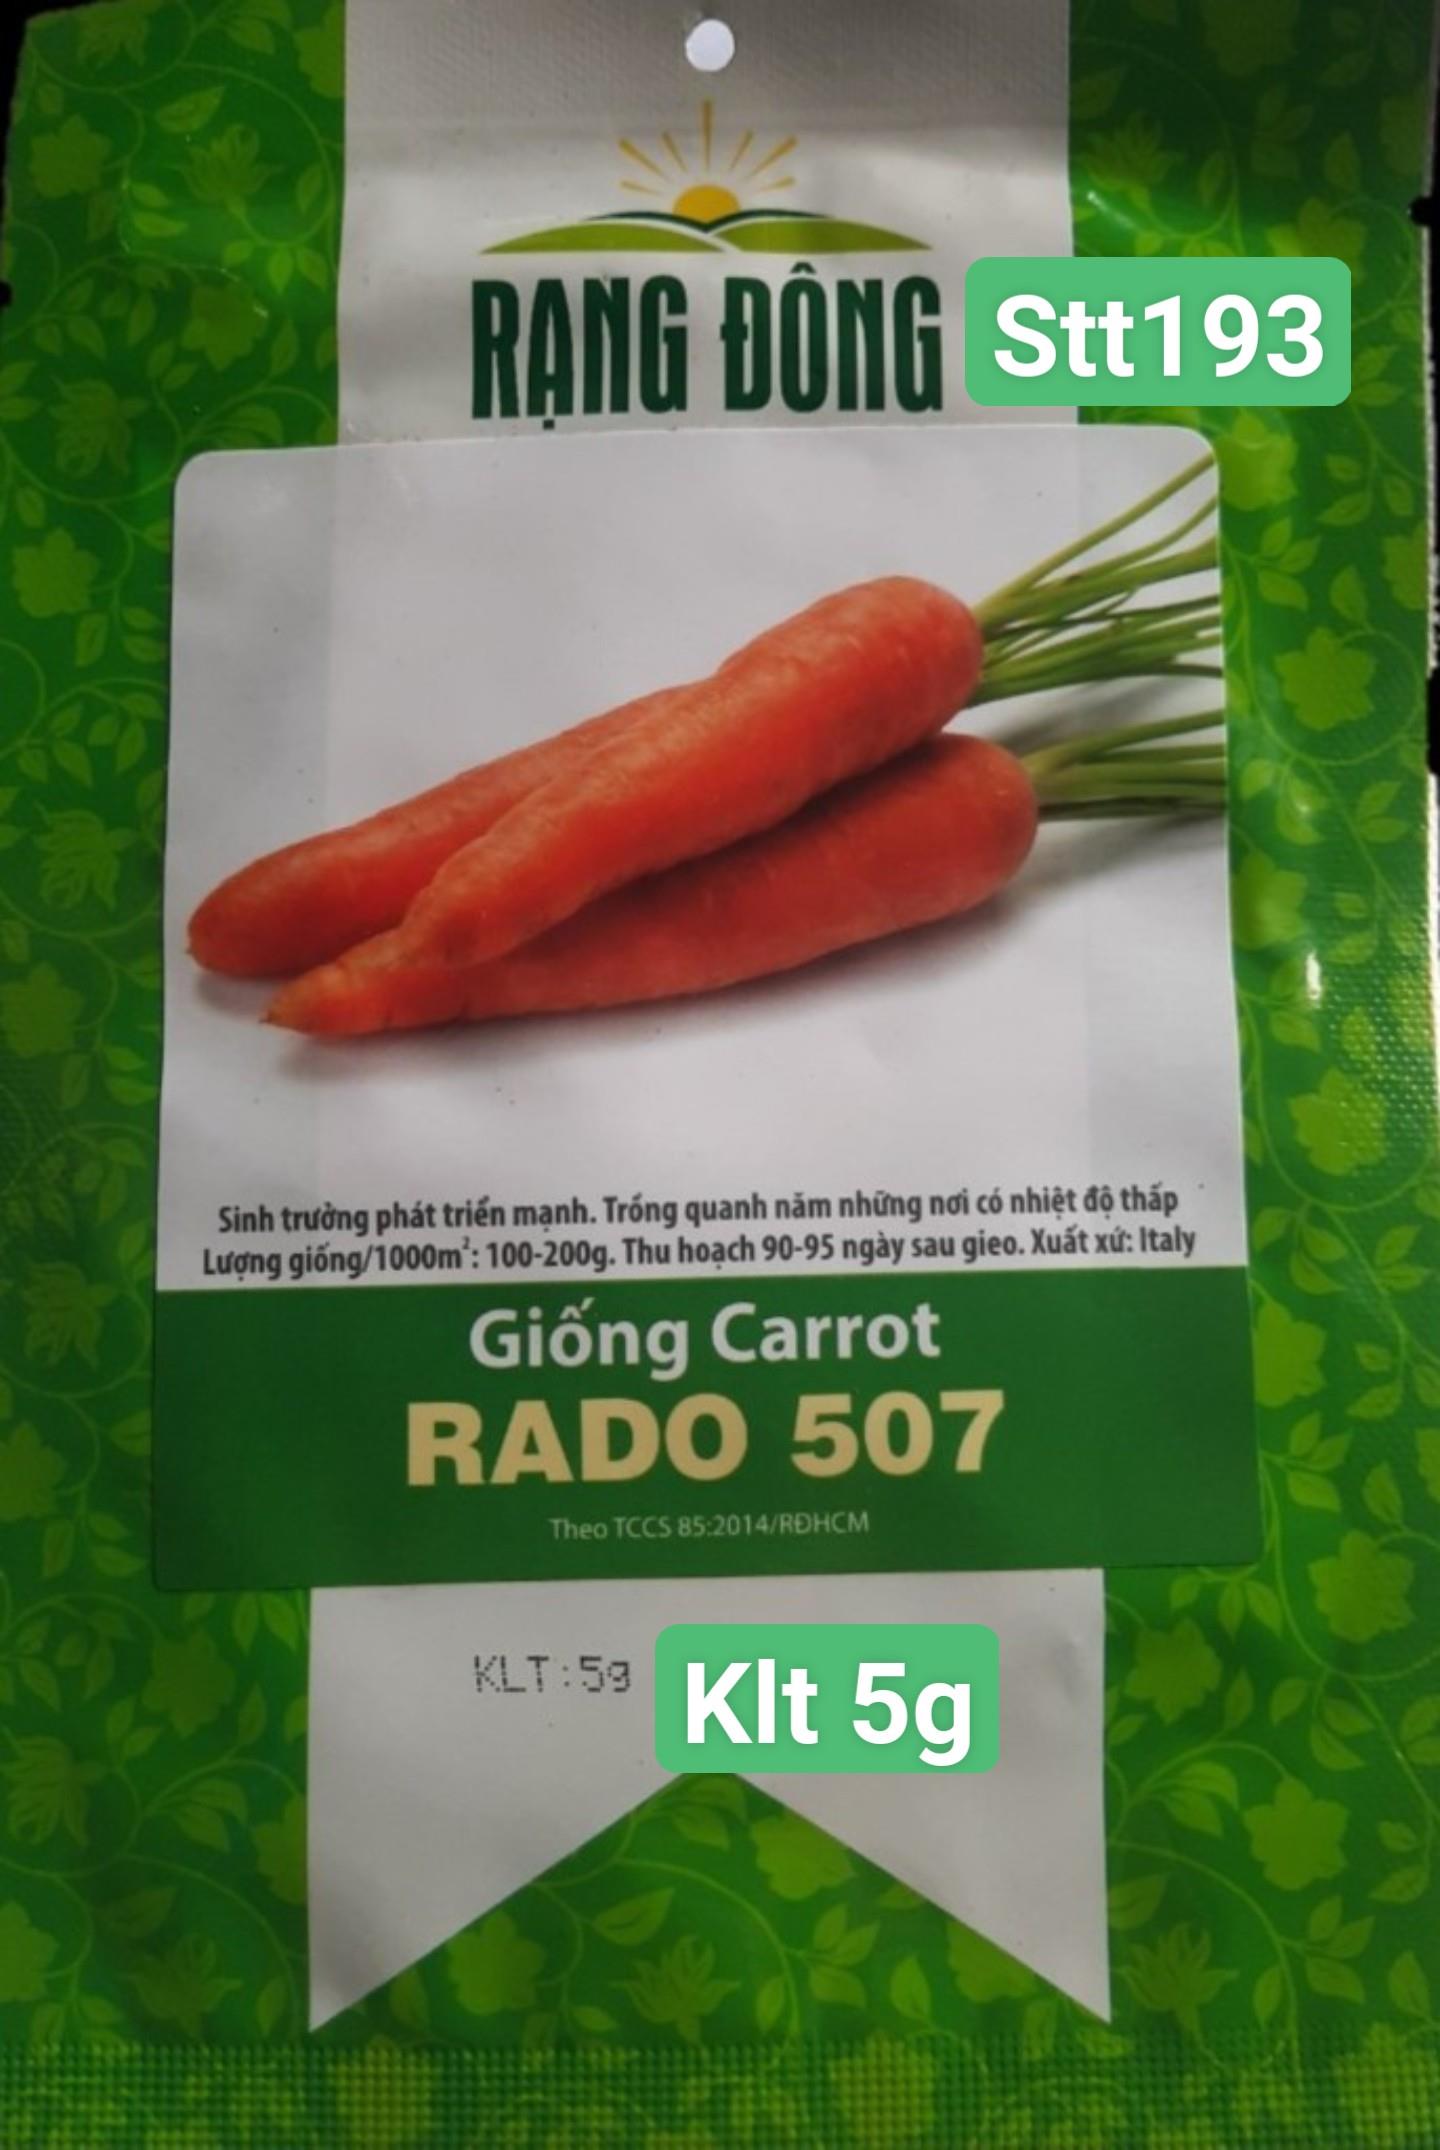 RẠNG ĐÔNG
Stt193
Sinh trưởng phát triển mạnh. Trồng quanh năm những nơi có nhiệt độ thấp
Lượng giống/1000m²: 100-200g. Thu hoạch 90-95 ngày sau gieo. Xuất xứ: Italy
Giống Carrot
RADO 507
Theo TCCS 85:2014/RĐHCM
KLT:5g
Klt 5g